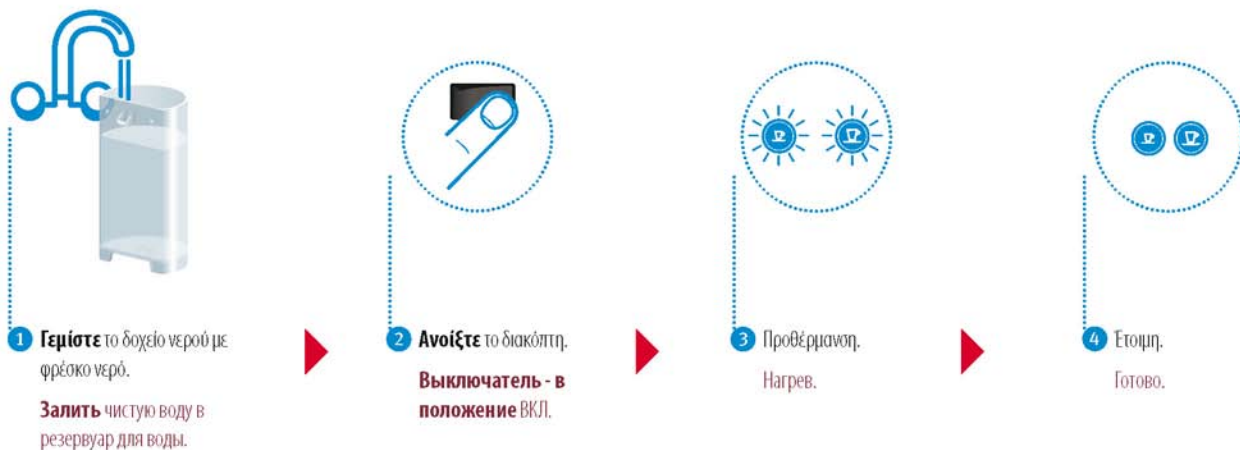 1 Γεμίστε το δοχείο νερού με
φρέσκο νερό.
Залить чистую воду в
резервуар для воды.
2 Ανοίξτε το διακόπτη.
Выключатель - в
положение ВКЛ.
3 Προθέρμανση.
Нагрев.
4 Έτοιμη.
Готово.